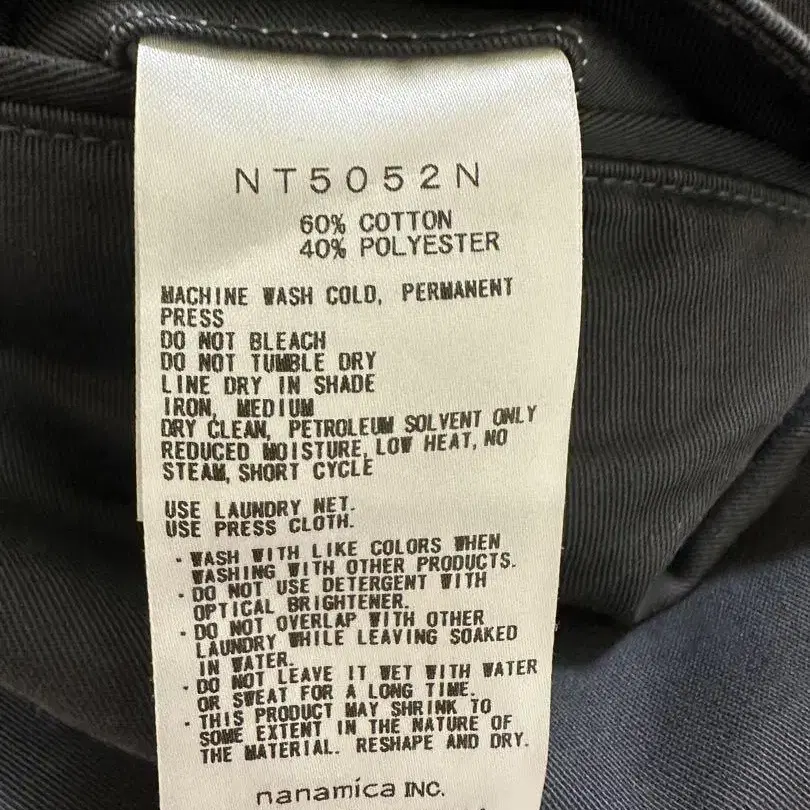 NT5052N
60% COTTON
40% POLYESTER
MACHINE WASH COLD, PERMANENT
PRESS
DO NOT BLEACH
DO NOT TUMBLE DRY
LINE DRY IN SHADE
IRON, MEDIUM
DRY CLEAN, PETROLEUM SOLVENT ONLY
REDUCED MOISTURE, LOW HEAT, NO
STEAM, SHORT CYCLE
USE LAUNDRY NET.
USE PRESS CLOTH.
・WASH WITH LIKE COLORS WHEN
WASHING WITH OTHER PRODUCTS.
・DO NOT USE DETERGENT WITH
OPTICAL BRIGHTENER.
・DO NOT OVERLAP WITH OTHER
LAUNDRY WHILE LEAVING SOAKED
IN WATER.
・DO NOT LEAVE IT WET WITH WATER
OR SWEAT FOR A LONG TIME.
・THIS PRODUCT MAY SHRINK TO
SOME EXTENT IN THE NATURE OF
THE MATERIAL. RESHAPE AND DRY.
nanamica INC.